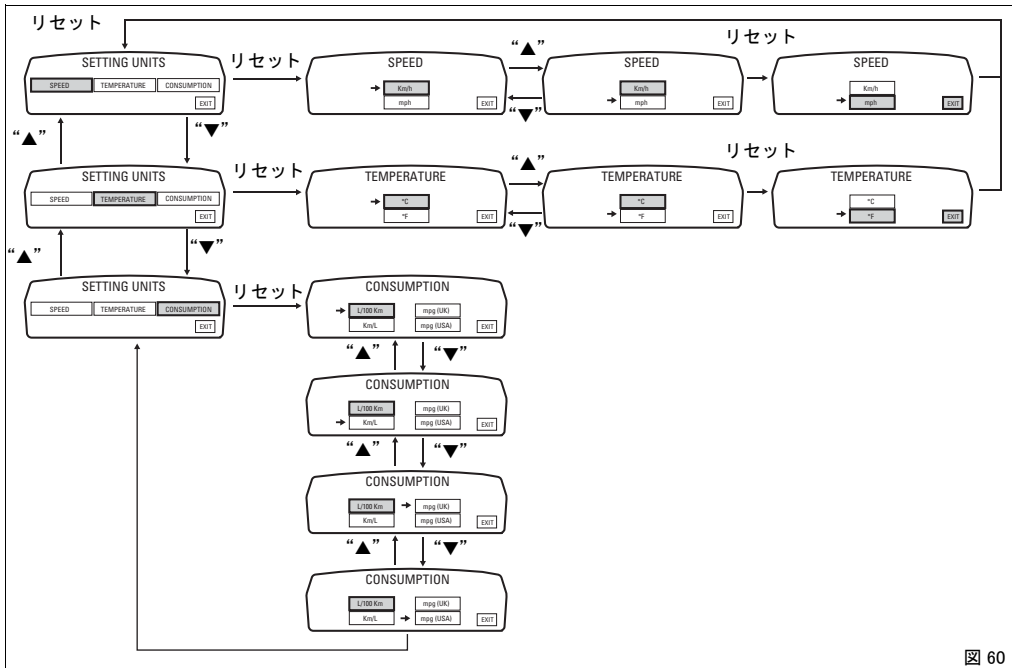 リセット
SETTING UNITS
SPEED TEMPERATURE CONSUMPTION
EXIT
リセット
SPEED
Km/h
mph
EXIT
“▲”
“▼”
SPEED
Km/h
mph
EXIT
リセット
SPEED
Km/h
mph
EXIT
“▲”
“▼”
SETTING UNITS
SPEED TEMPERATURE CONSUMPTION
EXIT
リセット
TEMPERATURE
°C
°F
EXIT
“▲”
“▼”
TEMPERATURE
°C
°F
EXIT
リセット
TEMPERATURE
°C
°F
EXIT
“▲”
“▼”
SETTING UNITS
SPEED TEMPERATURE CONSUMPTION
EXIT
リセット
CONSUMPTION
L/100 Km mpg (UK)
Km/L mpg (USA)
EXIT
“▲” “▼”
CONSUMPTION
L/100 Km mpg (UK)
Km/L mpg (USA)
EXIT
“▲” “▼”
CONSUMPTION
L/100 Km mpg (UK)
Km/L mpg (USA)
EXIT
“▲” “▼”
CONSUMPTION
L/100 Km mpg (UK)
Km/L mpg (USA)
EXIT
図 60